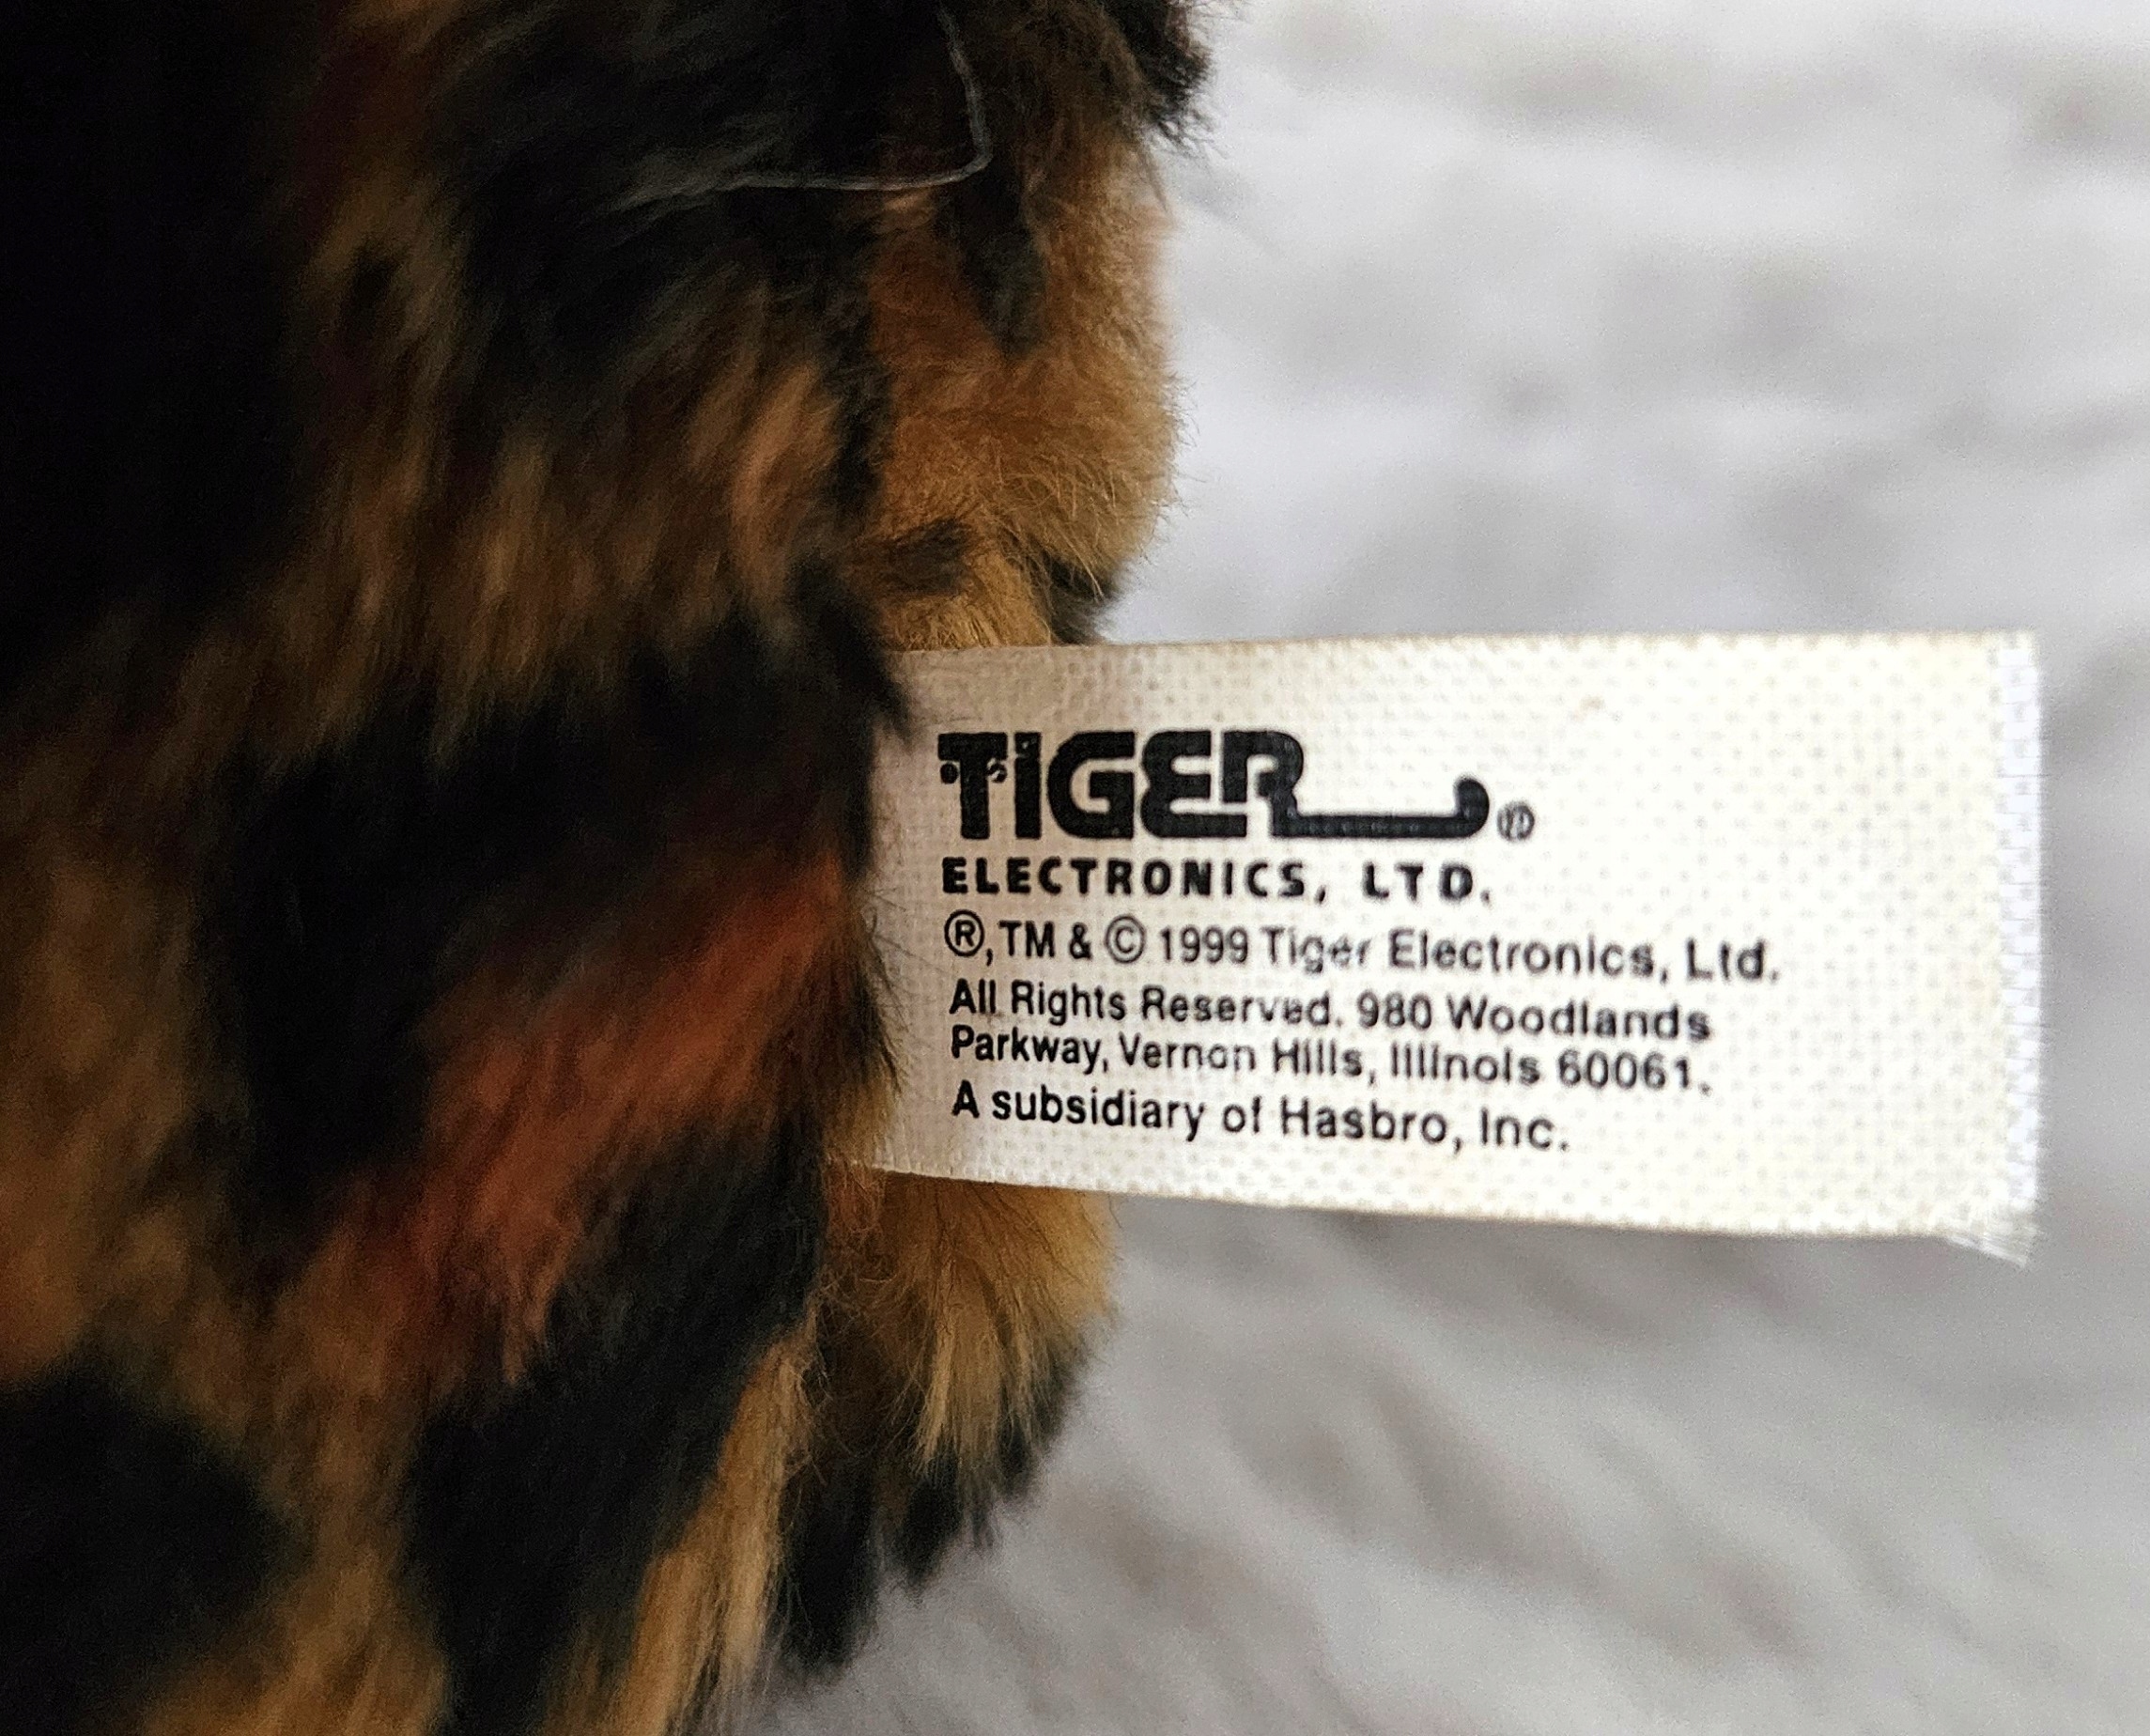 TIGER®
ELECTRONICS, LTD.
®,TM & © 1999 Tiger Electronics, Ltd.
All Rights Reserved. 980 Woodlands
Parkway, Vernon Hills, Illinois 60061.
A subsidiary of Hasbro, Inc.